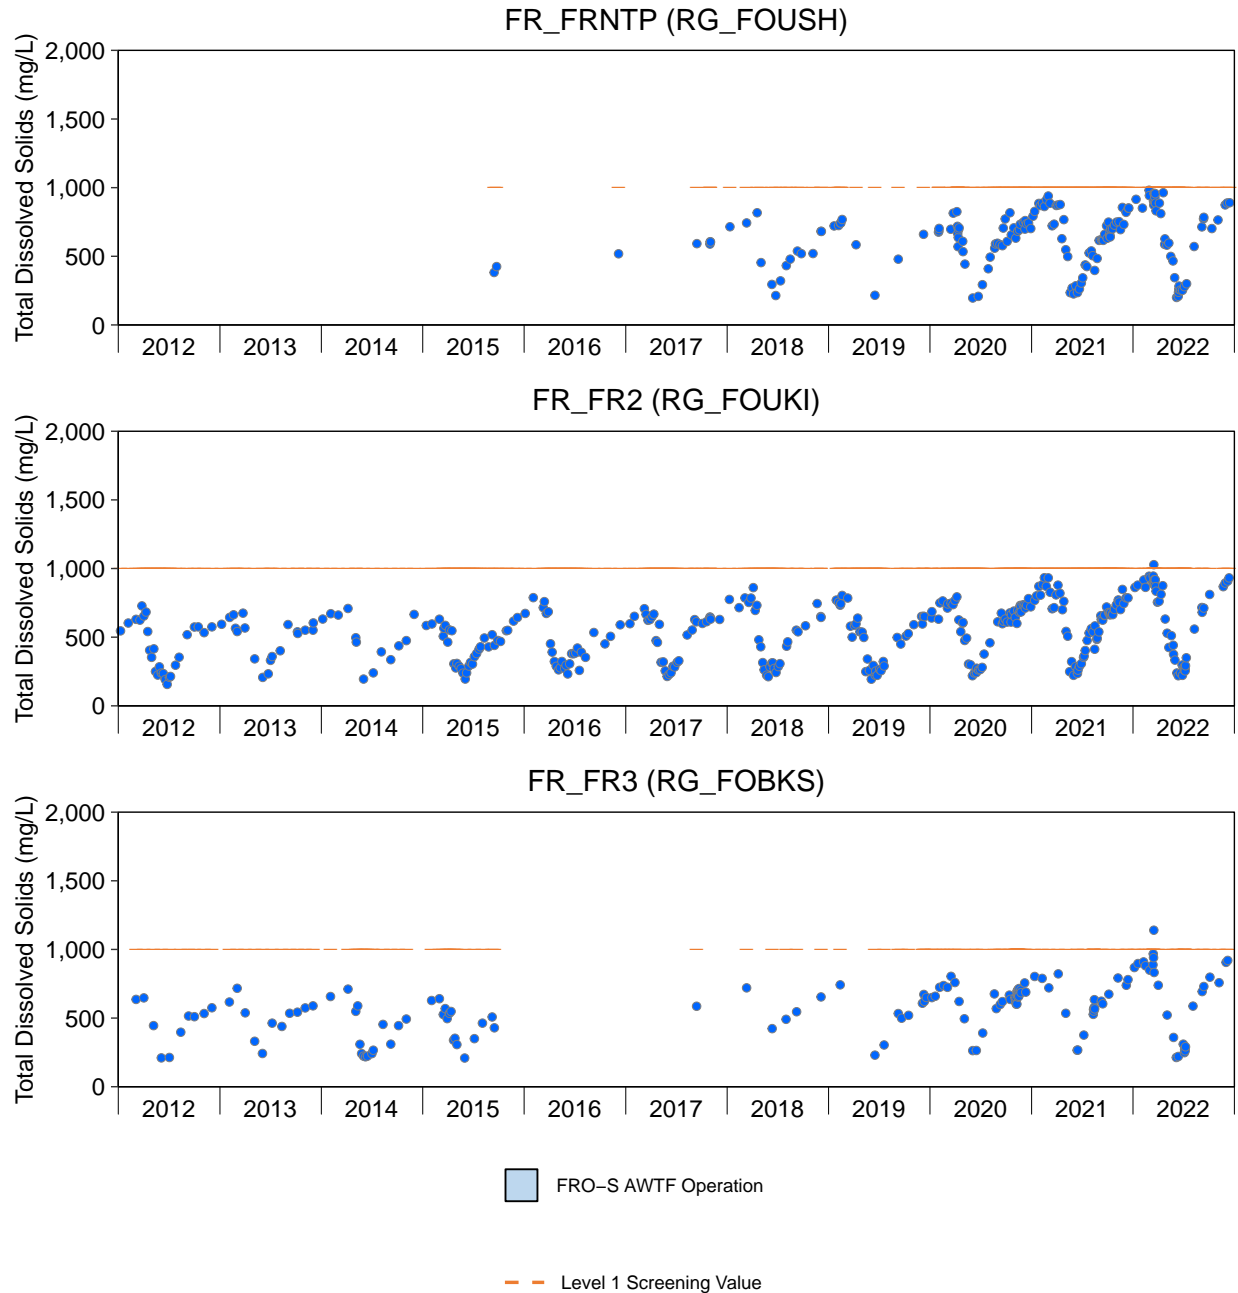 FR_FRNTP (RG_FOUSH)
Total Dissolved Solids (mg/L)
2,000
1,500
1,000
500
0
2012 2013 2014 2015 2016 2017 2018 2019 2020 2021 2022
FR_FR2 (RG_FOUKI)
Total Dissolved Solids (mg/L)
2,000
1,500
1,000
500
0
2012 2013 2014 2015 2016 2017 2018 2019 2020 2021 2022
FR_FR3 (RG_FOBKS)
Total Dissolved Solids (mg/L)
2,000
1,500
1,000
500
0
2012 2013 2014 2015 2016 2017 2018 2019 2020 2021 2022
FRO−S AWTF Operation
Level 1 Screening Value